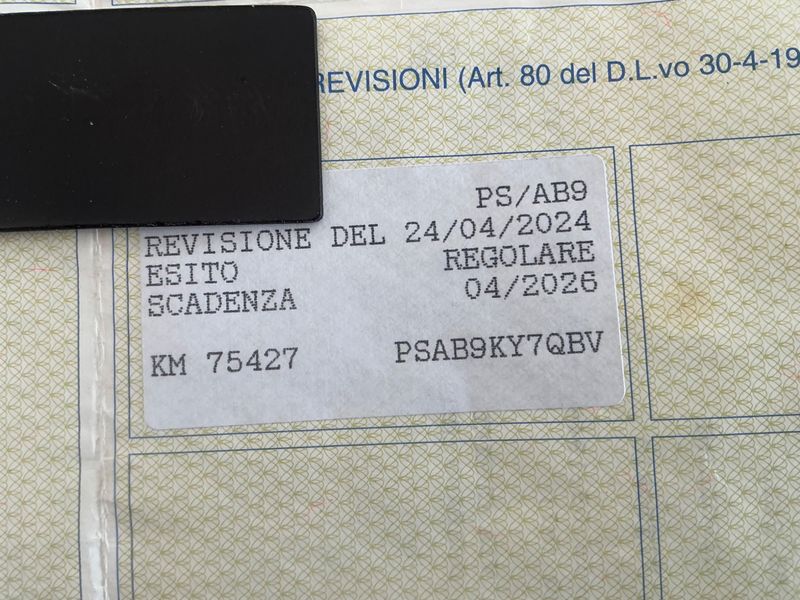 REVISIONI (Art. 80 del D.L.vo 30-4-19
PS/AB9
REVISIONE DEL 24/04/2024
ESITO REGOLARE
SCADENZA 04/2026
KM 75427 PSAB9KY7QBV